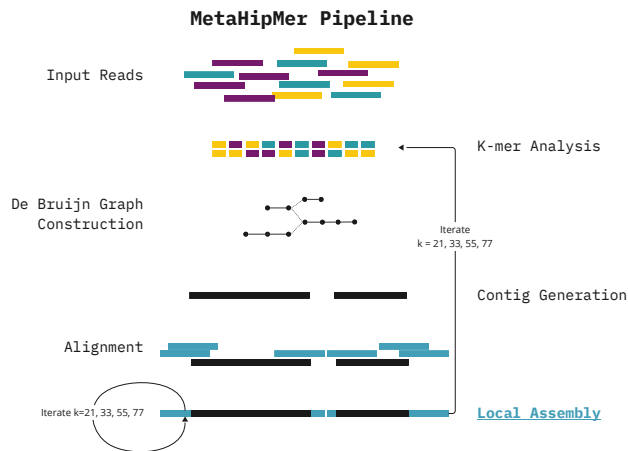 MetaHipMer Pipeline
Input Reads
K-mer Analysis
De Bruijn Graph
Construction
Iterate
k = 21, 33, 55, 77
Contig Generation
Alignment
Iterate k=21, 33, 55, 77
Local Assembly